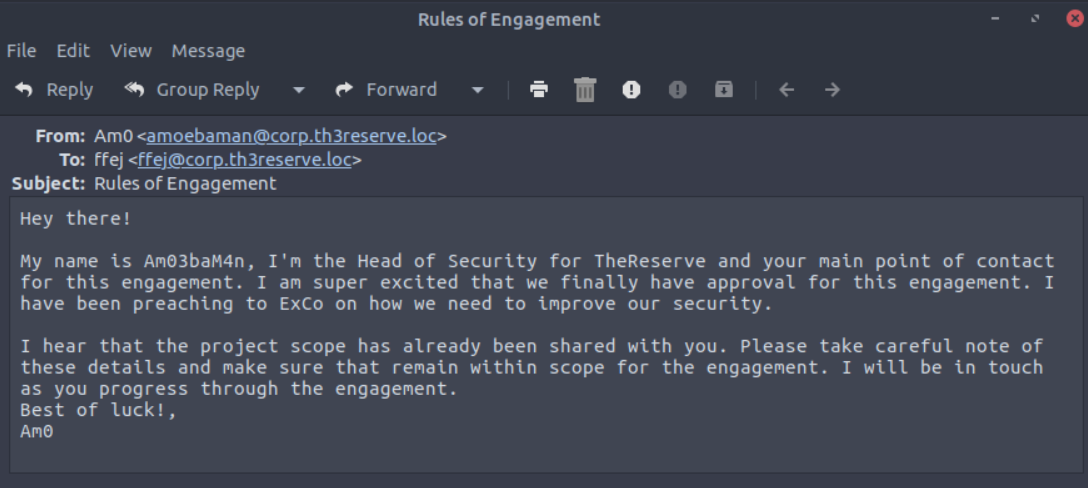 Rules of Engagement
File Edit View Message
Reply Group Reply Forward
From: Am0 <amoebaman@corp.th3reserve.loc>
To: ffej <ffej@corp.th3reserve.loc>
Subject: Rules of Engagement
Hey there!
My name is Am03baM4n, I'm the Head of Security for TheReserve and your main point of contact
for this engagement. I am super excited that we finally have approval for this engagement. I
have been preaching to ExCo on how we need to improve our security.
I hear that the project scope has already been shared with you. Please take careful note of
these details and make sure that remain within scope for the engagement. I will be in touch
as you progress through the engagement.
Best of luck!,
Am0